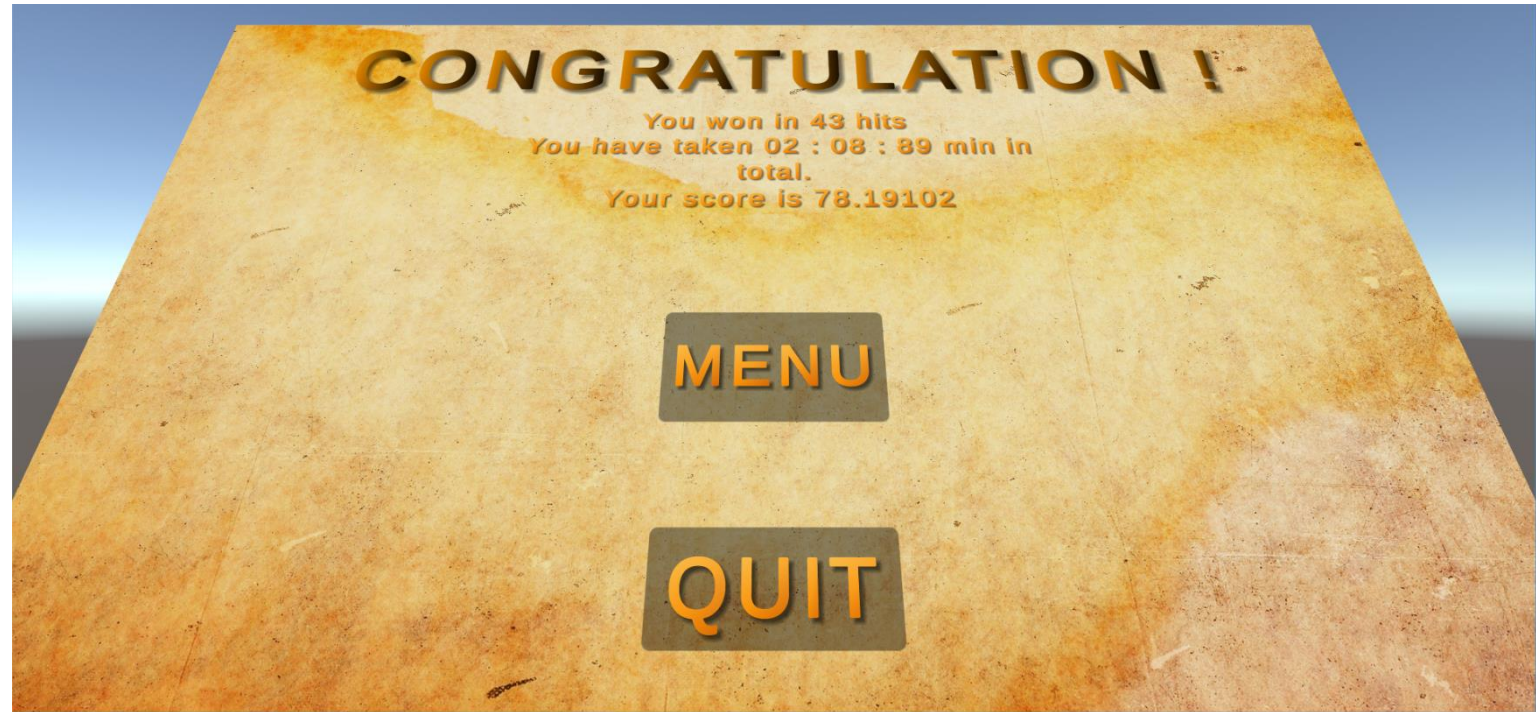 CONGRATULATION !
You won in 43 hits
You have taken 02 : 08 : 89 min in
total.
Your score is 78.19102
MENU
QUIT